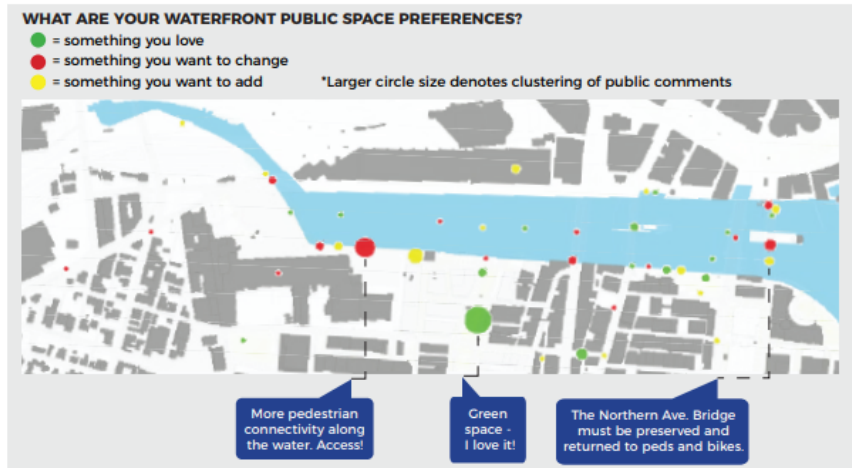 WHAT ARE YOUR WATERFRONT PUBLIC SPACE PREFERENCES?
= something you love
= something you want to change
= something you want to add *Larger circle size denotes clustering of public comments
More pedestrian
connectivity along
the water. Access!
Green
space -
I love it!
The Northern Ave. Bridge
must be preserved and
returned to peds and bikes.